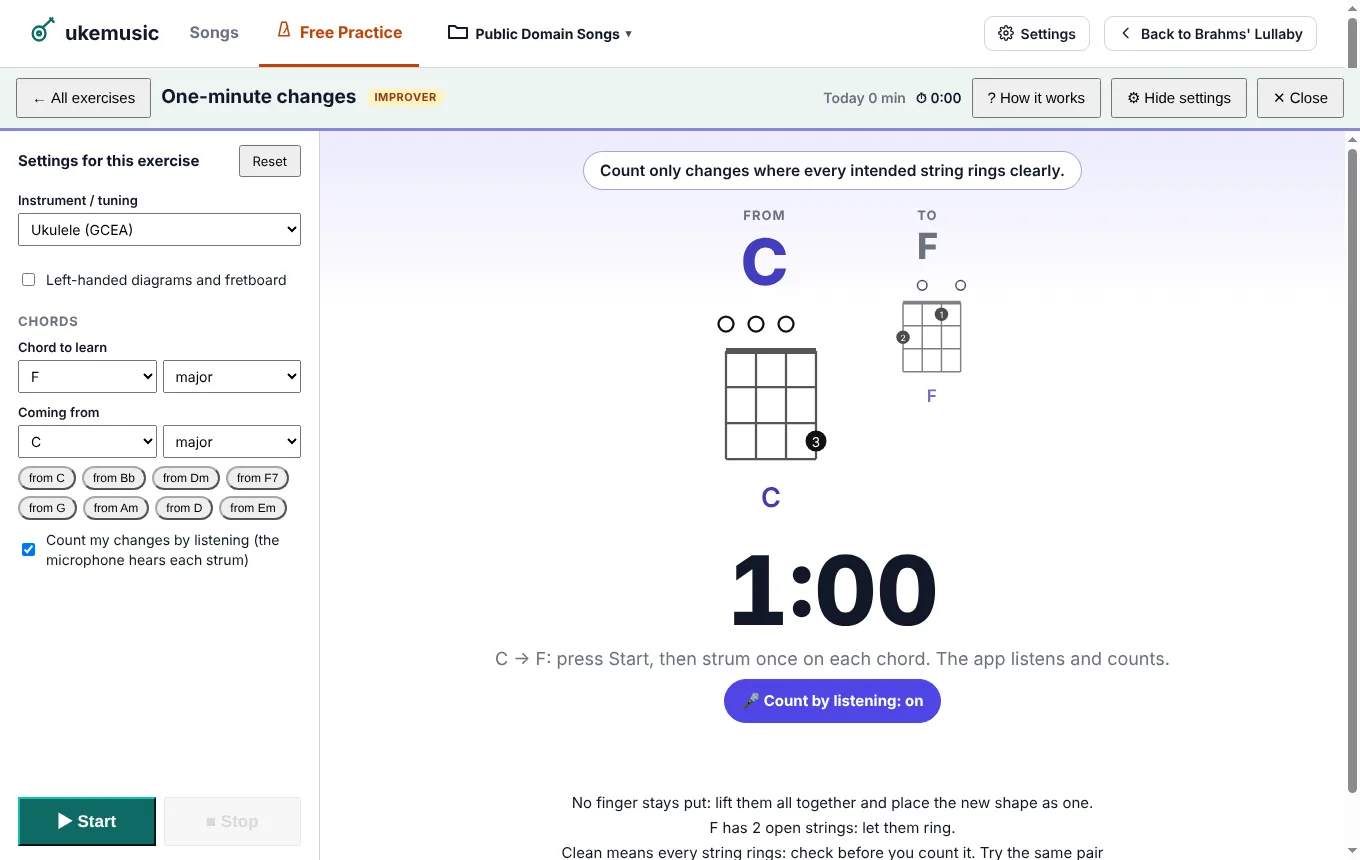 ukemusic
Songs
Free Practice
Public Domain Songs ▾
Settings
Back to Brahms' Lullaby
← All exercises
One-minute changes
IMPROVER
Today 0 min
⏱ 0:00
? How it works
⚙ Hide settings
✕ Close
Settings for this exercise
Reset
Instrument / tuning
Ukulele (GCEA)
Left-handed diagrams and fretboard
CHORDS
Chord to learn
F
major
Coming from
C
major
from C
from Bb
from Dm
from F7
from G
from Am
from D
from Em
Count my changes by listening (the
microphone hears each strum)
▶ Start
■ Stop
Count only changes where every intended string rings clearly.
FROM
C
3
C
TO
F
1
2
F
1:00
C → F: press Start, then strum once on each chord. The app listens and counts.
🎤 Count by listening: on
No finger stays put: lift them all together and place the new shape as one.
F has 2 open strings: let them ring.
Clean means every string rings: check before you count it. Try the same pair